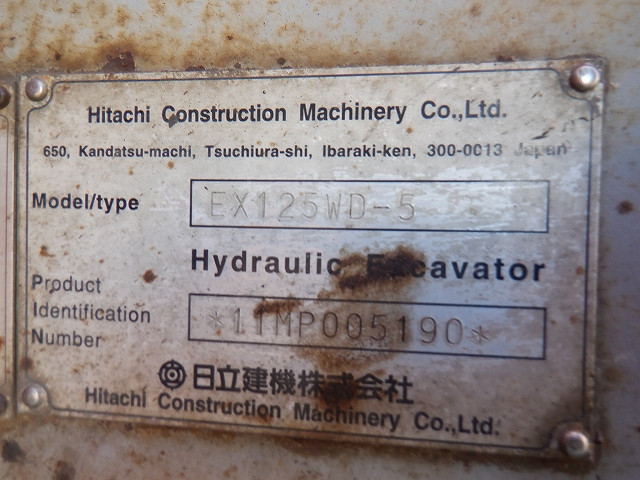 Hitachi Construction Machinery Co.,Ltd.
650, Kandatsu-machi, Tsuchiura-shi, Ibaraki-ken, 300-0013 Japan
Model/type EX125WD-5
Hydraulic Excavator
Product Identification Number *11MP005190*
日立建機株式会社
Hitachi Construction Machinery Co.,Ltd.